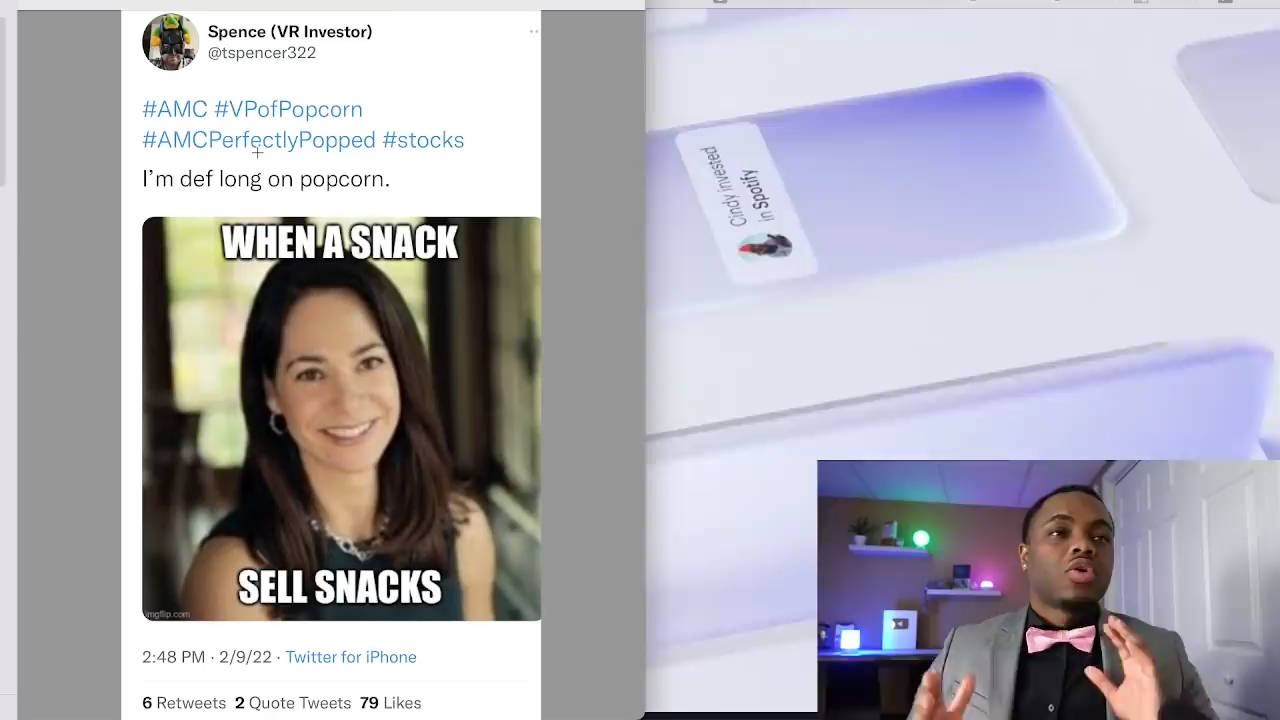 Spence (VR Investor)
@tspencer322
#AMC #VPofPopcorn
#AMCPerfectlyPopped #stocks
I’m def long on popcorn.
WHEN A SNACK
SELL SNACKS
imgflip.com
2:48 PM · 2/9/22 · Twitter for iPhone
6 Retweets 2 Quote Tweets 79 Likes
Cindy invested
in Spotify